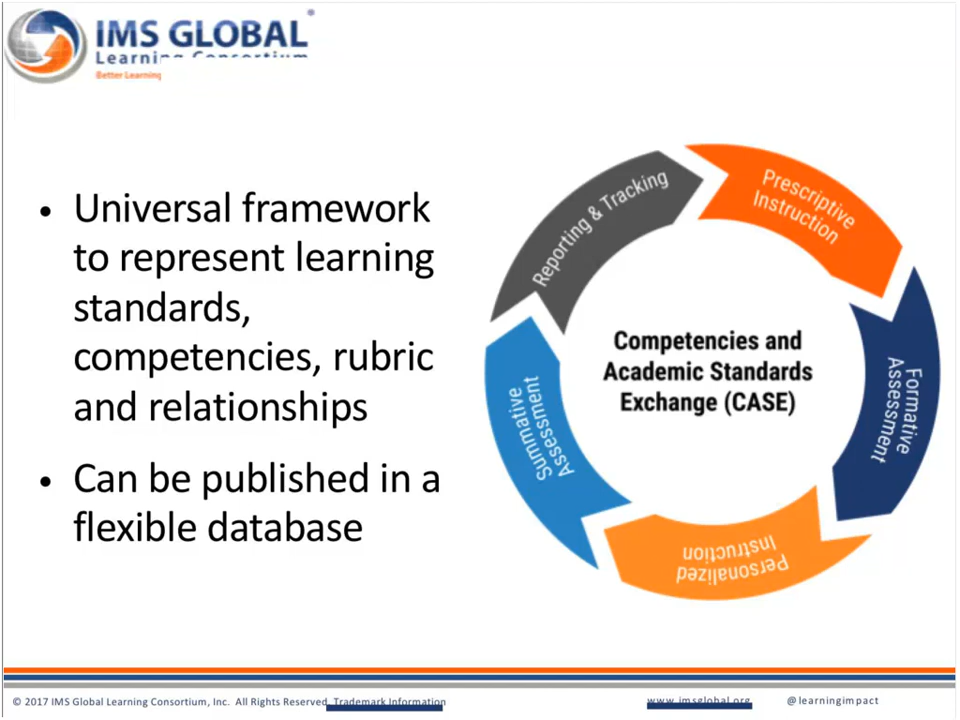 IMS GLOBAL
Learning Consortium
Better Learning
• Universal framework
to represent learning
standards,
competencies, rubric
and relationships
• Can be published in a
flexible database
Reporting & Tracking
Prescriptive
Instruction
Formative
Assessment
Personalized
Instruction
Summative
Assessment
Competencies and
Academic Standards
Exchange (CASE)
© 2017 IMS Global Learning Consortium, Inc. All Rights Reserved. Trademark Information
www.imsglobal.org
@learningimpact